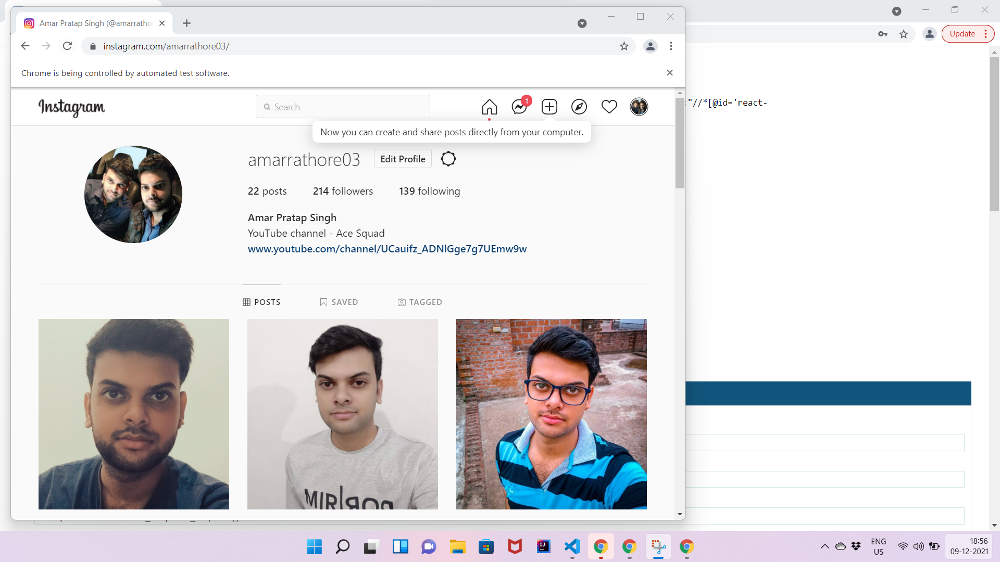 Amar Pratap Singh (@amarratho
instagram.com/amarrathore03/
Update
Chrome is being controlled by automated test software.
"//*[@id='react-
Instagram
Search
1
Now you can create and share posts directly from your computer.
amarrathore03
Edit Profile
22 posts
214 followers
139 following
Amar Pratap Singh
YouTube channel - Ace Squad
www.youtube.com/channel/UCauifz_ADNlGge7g7UEmw9w
POSTS
SAVED
TAGGED
ENG
US
18:56
09-12-2021